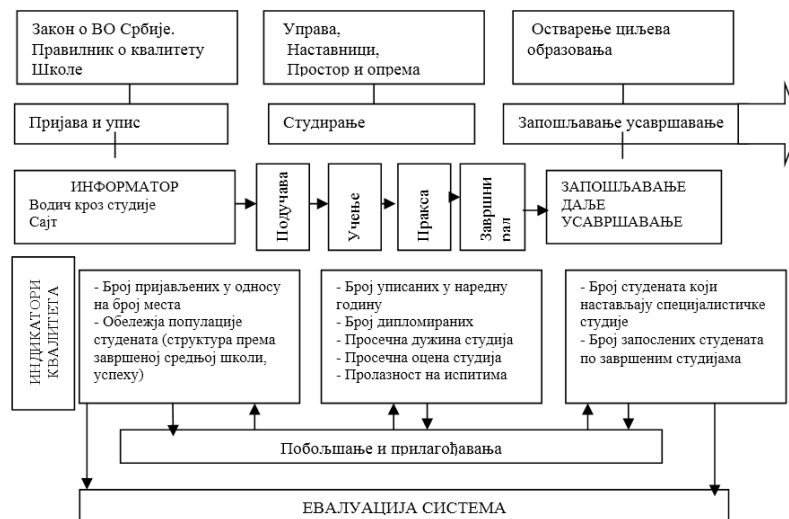 Закон о ВО Србије.
Правилник о квалитету
Школе
Управа,
Наставници,
Простор и опрема
Остварење циљева
образовања
Пријава и упис
Студирање
Запошљавање усавршавање
ИНФОРМАТОР
Водич кроз студије
Сајт
Подучава
Учење
Пракса
Завршни
рад
ЗАПОШЉАВАЊЕ
ДАЉЕ
УСАВРШАВАЊЕ
ИНДИКАТОРИ
КВАЛИТЕТА
- Број пријављених у односу
на број места
- Обележја популације
студената (структура према
завршеној средњој школи,
успеху)
- Број уписаних у наредну
годину
- Број дипломираних
- Просечна дужина студија
- Просечна оцена студија
- Пролазност на испитима
- Број студената који
настављају специјалистичке
студије
- Број запослених студената
по завршеним студијама
Побољшање и прилагођавања
ЕВАЛУАЦИЈА СИСТЕМА